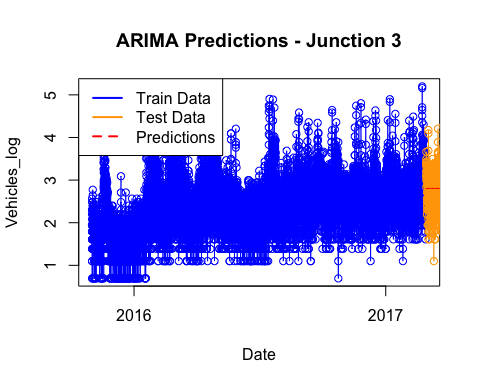 ARIMA Predictions - Junction 3
Train Data
Test Data
Predictions
Vehicles_log
5
4
3
2
1
2016
2017
Date